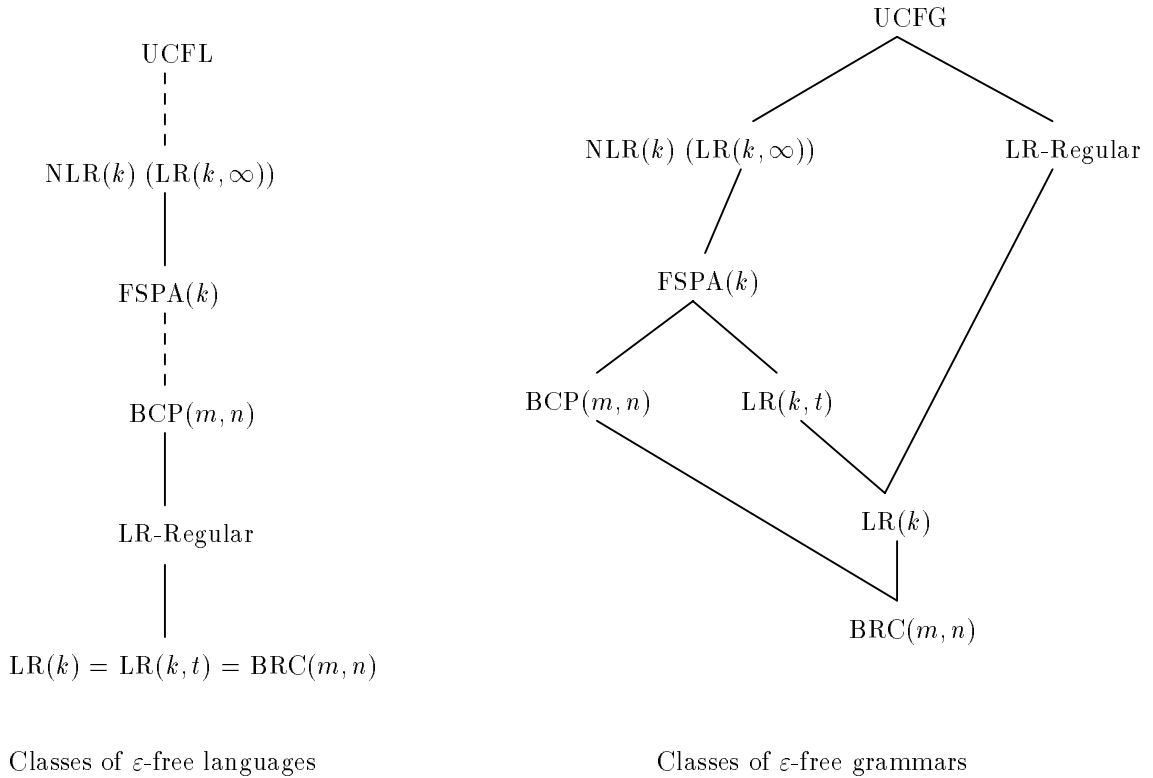 UCFL
NLR(k) (LR(k, ∞))
FSPA(k)
BCP(m, n)
LR-Regular
LR(k) = LR(k, t) = BRC(m, n)
Classes of ε-free languages
UCFG
NLR(k) (LR(k, ∞))
LR-Regular
FSPA(k)
BCP(m, n)
LR(k, t)
LR(k)
BRC(m, n)
Classes of ε-free grammars